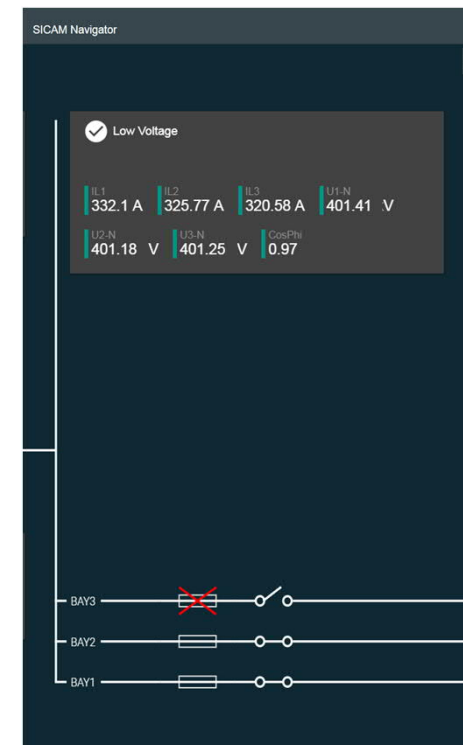 SICAM Navigator
Low Voltage
IL1 IL2 IL3 U1-N
332.1 A 325.77 A 320.58 A 401.41 V
U2-N U3-N CosPhi
401.18 V 401.25 V 0.97
BAY3
BAY2
BAY1